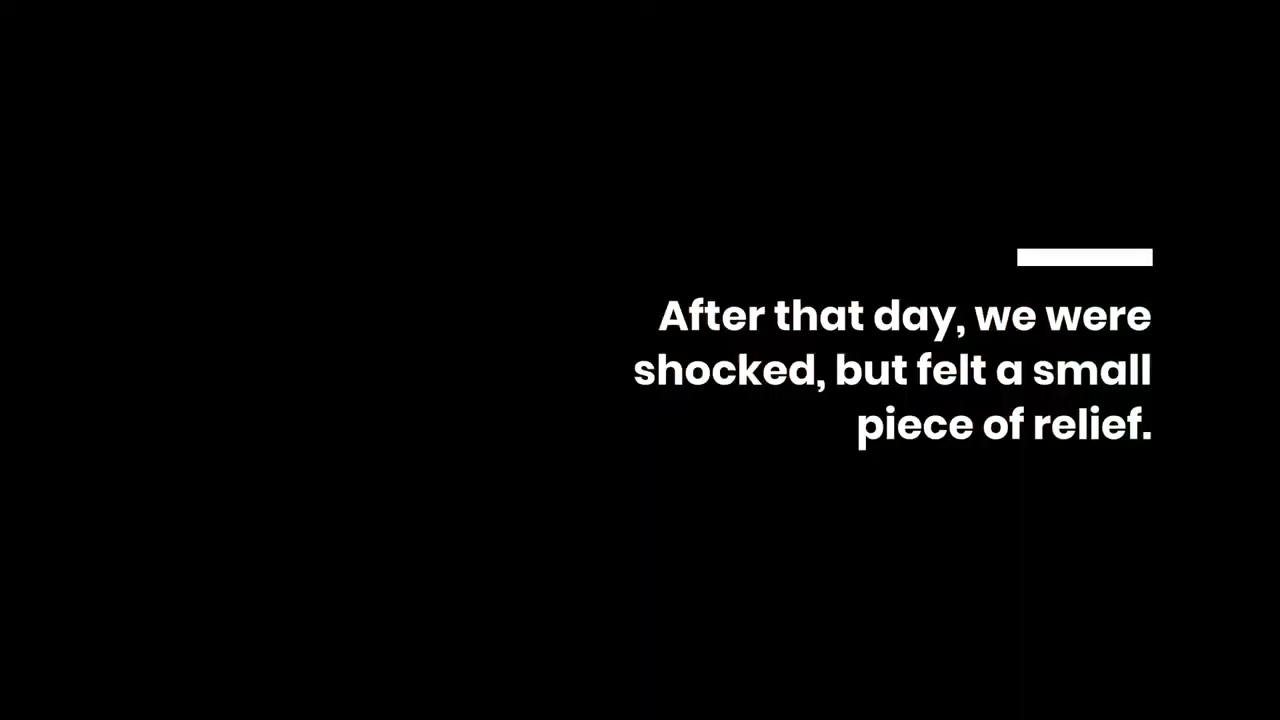 After that day, we were
shocked, but felt a small
piece of relief.